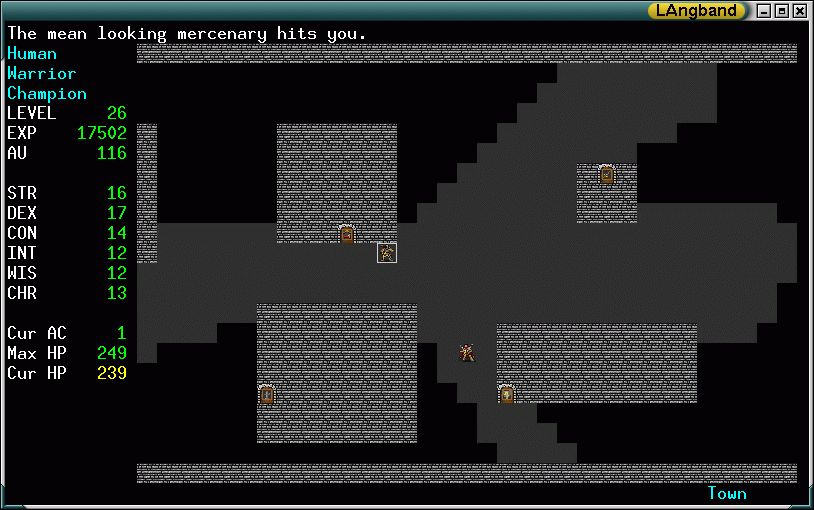 LAngband
The mean looking mercenary hits you.
Human
Warrior
Champion
LEVEL 26
EXP 17502
AU 116
STR 16
DEX 17
CON 14
INT 12
WIS 12
CHR 13
Cur AC 1
Max HP 249
Cur HP 239
Town